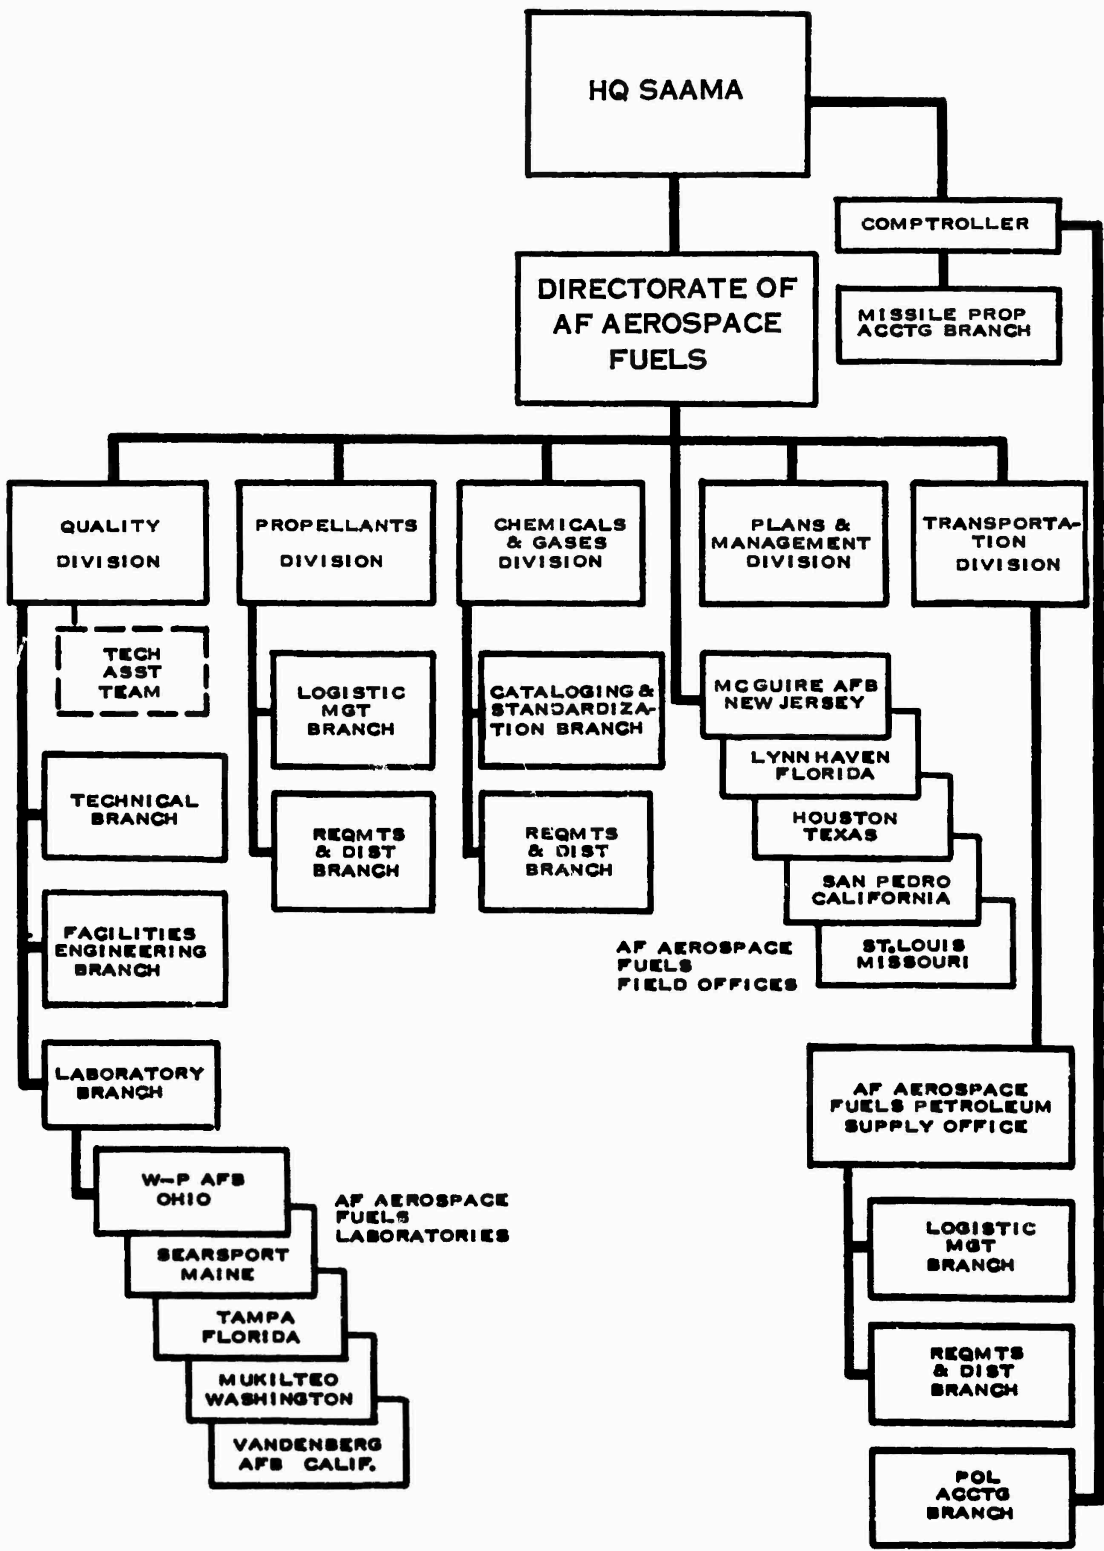 HQ SAAMA
COMPTROLLER
MISSILE PROP
ACCTG BRANCH
DIRECTORATE OF
AF AEROSPACE
FUELS
QUALITY
DIVISION
PROPELLANTS
DIVISION
CHEMICALS
& GASES
DIVISION
PLANS &
MANAGEMENT
DIVISION
TRANSPORTA-
TION
DIVISION
TECH
ASST
TEAM
TECHNICAL
BRANCH
FACILITIES
ENGINEERING
BRANCH
LABORATORY
BRANCH
W-P AFB
OHIO
SEARSPORT
MAINE
TAMPA
FLORIDA
MUKILTEO
WASHINGTON
VANDENBERG
AFB CALIF.
AF AEROSPACE
FUELS
LABORATORIES
LOGISTIC
MGT
BRANCH
REQMTS
& DIST
BRANCH
CATALOGING &
STANDARDIZA-
TION BRANCH
REQMTS
& DIST
BRANCH
MCGUIRE AFB
NEW JERSEY
LYNN HAVEN
FLORIDA
HOUSTON
TEXAS
SAN PEDRO
CALIFORNIA
ST. LOUIS
MISSOURI
AF AEROSPACE
FUELS
FIELD OFFICES
AF AEROSPACE
FUELS PETROLEUM
SUPPLY OFFICE
LOGISTIC
MGT
BRANCH
REQMTS
& DIST
BRANCH
POL
ACCTG
BRANCH